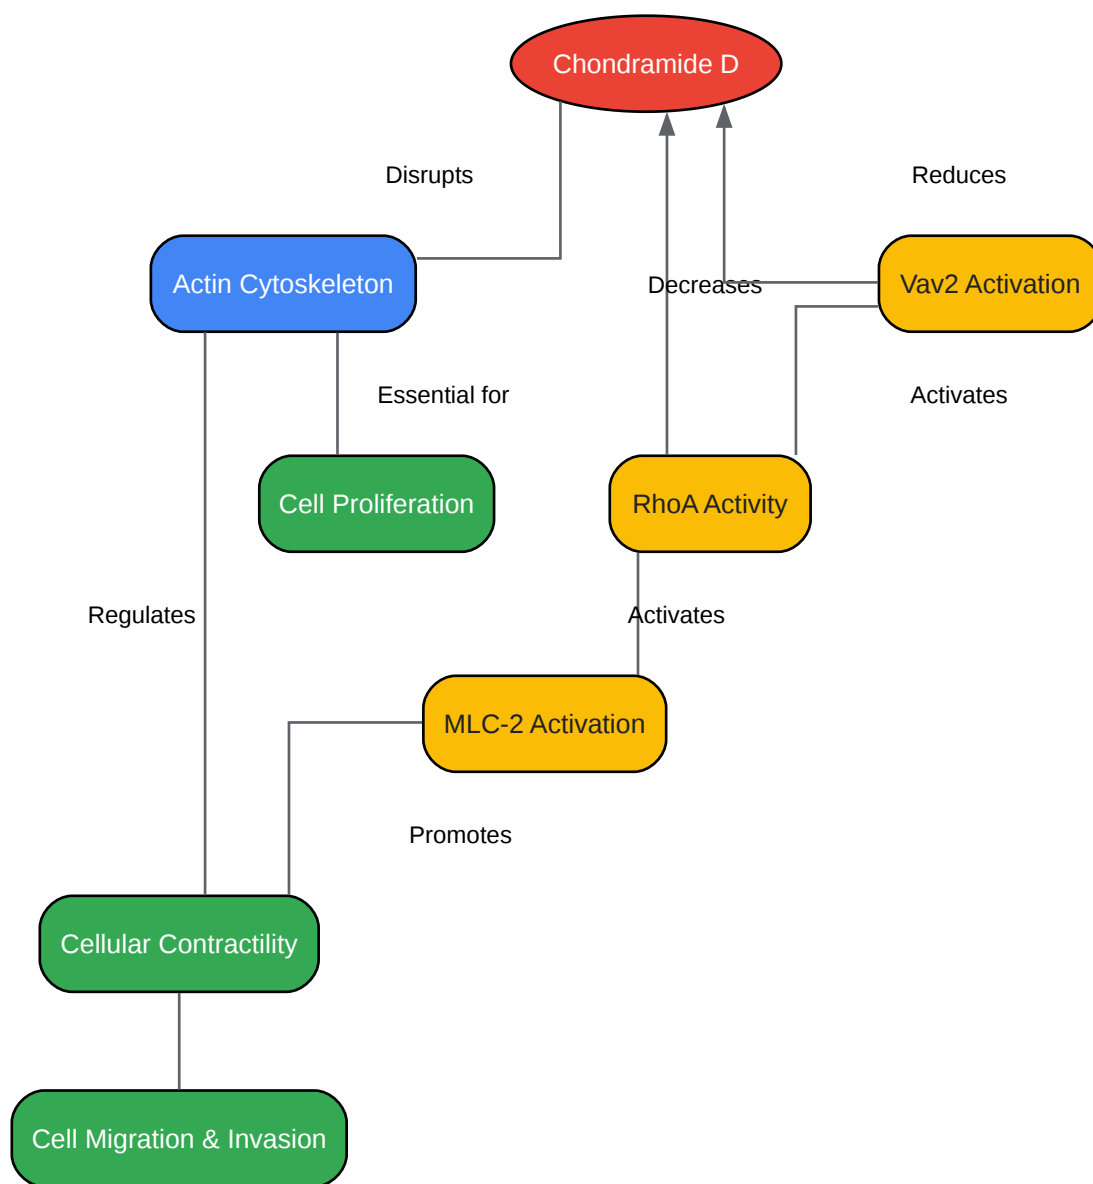 Chondramide D
Disrupts
Reduces
Actin Cytoskeleton
Decreases
Vav2 Activation
Essential for
Activates
Cell Proliferation
RhoA Activity
Regulates
Activates
MLC-2 Activation
Promotes
Cellular Contractility
Cell Migration & Invasion